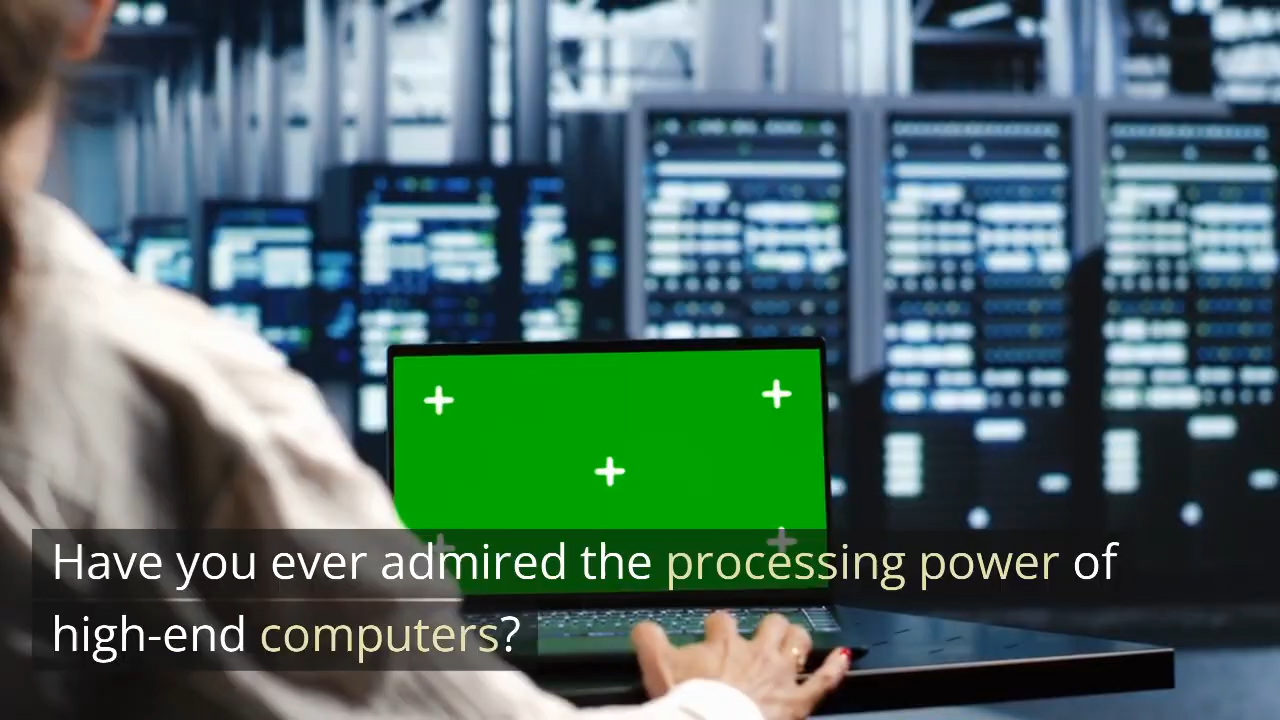 Have you ever admired the processing power of
high-end computers?